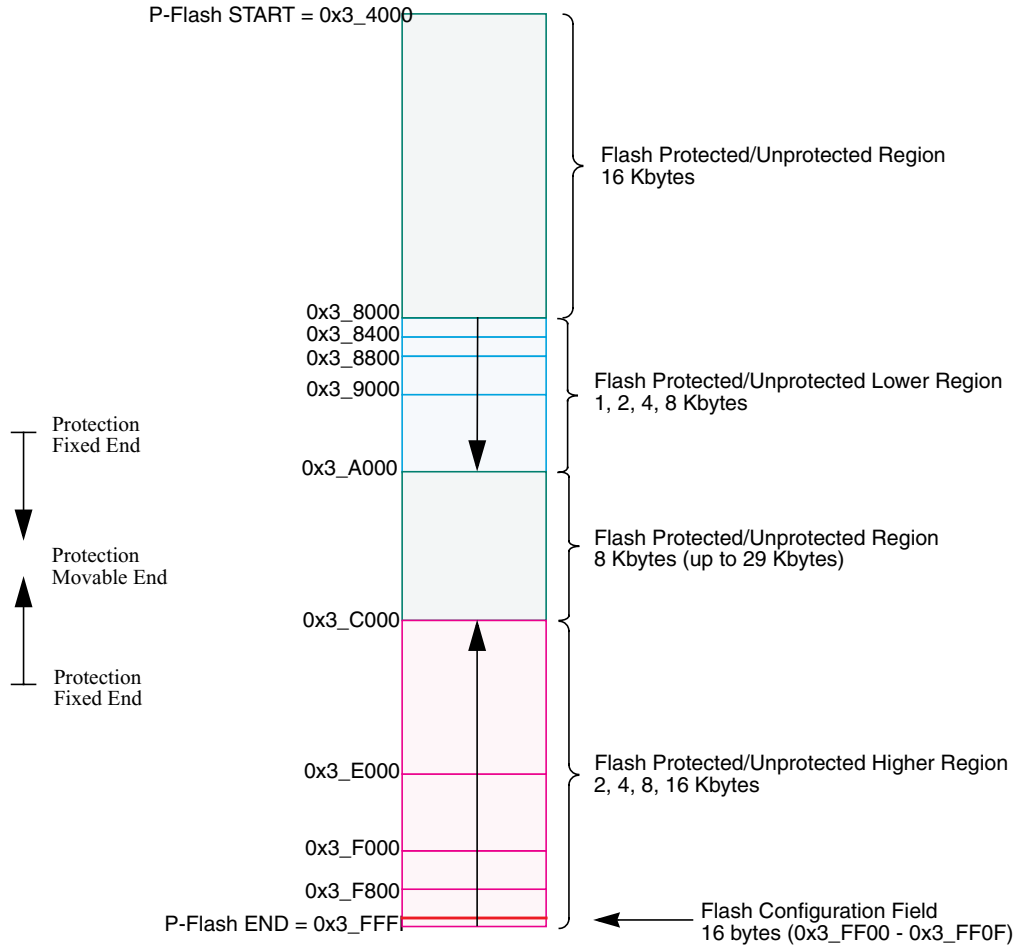 P-Flash START = 0x3_4000
Flash Protected/Unprotected Region
16 Kbytes
0x3_8000
0x3_8400
0x3_8800
0x3_9000
Flash Protected/Unprotected Lower Region
1, 2, 4, 8 Kbytes
Protection
Fixed End
0x3_A000
Protection
Movable End
Flash Protected/Unprotected Region
8 Kbytes (up to 29 Kbytes)
0x3_C000
Protection
Fixed End
0x3_E000
Flash Protected/Unprotected Higher Region
2, 4, 8, 16 Kbytes
0x3_F000
0x3_F800
P-Flash END = 0x3_FFFF
Flash Configuration Field
16 bytes (0x3_FF00 - 0x3_FF0F)